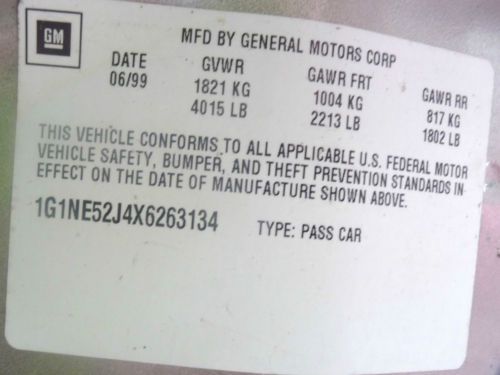 GM
MFD BY GENERAL MOTORS CORP
DATE GVWR GAWR FRT GAWR RR
06/99 1821 KG 1004 KG 817 KG
4015 LB 2213 LB 1802 LB
THIS VEHICLE CONFORMS TO ALL APPLICABLE U.S. FEDERAL MOTOR
VEHICLE SAFETY, BUMPER, AND THEFT PREVENTION STANDARDS IN
EFFECT ON THE DATE OF MANUFACTURE SHOWN ABOVE.
1G1NE52J4X6263134 TYPE: PASS CAR